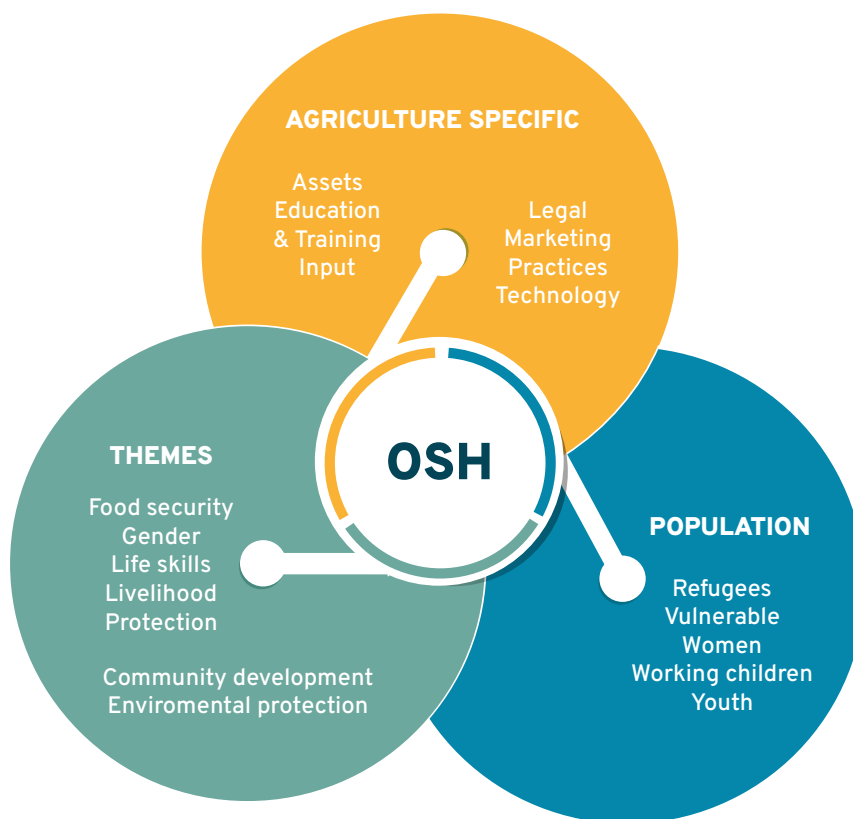 AGRICULTURE SPECIFIC
Assets
Education
& Training
Input
Legal
Marketing
Practices
Technology
OSH
THEMES
Food security
Gender
Life skills
Livelihood
Protection
Community development
Enviromental protection
POPULATION
Refugees
Vulnerable
Women
Working children
Youth